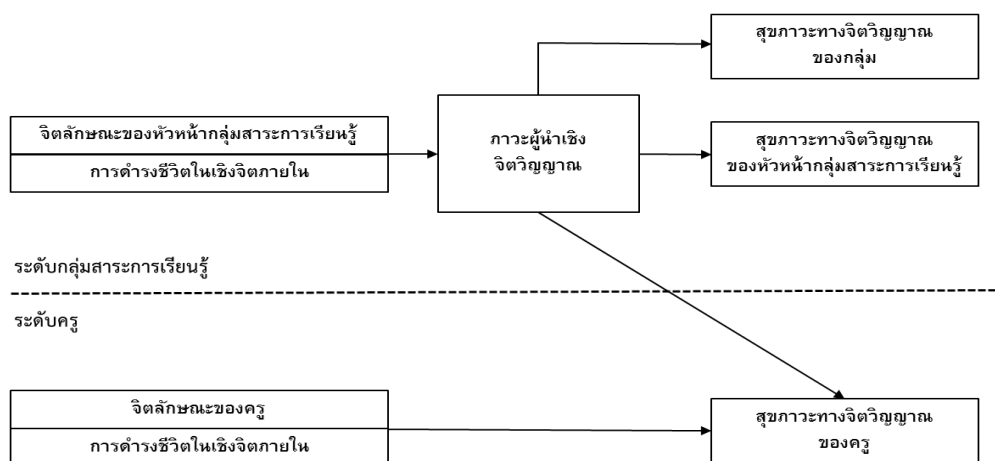 สุขภาวะทางจิตวิญญาณ
ของกลุ่ม
จิตลักษณะของหัวหน้ากลุ่มสาระการเรียนรู้
การดำรงชีวิตในเชิงจิตภายใน
ภาวะผู้นำเชิง
จิตวิญญาณ
สุขภาวะทางจิตวิญญาณ
ของหัวหน้ากลุ่มสาระการเรียนรู้
ระดับกลุ่มสาระการเรียนรู้
ระดับครู
จิตลักษณะของครู
การดำรงชีวิตในเชิงจิตภายใน
สุขภาวะทางจิตวิญญาณ
ของครู